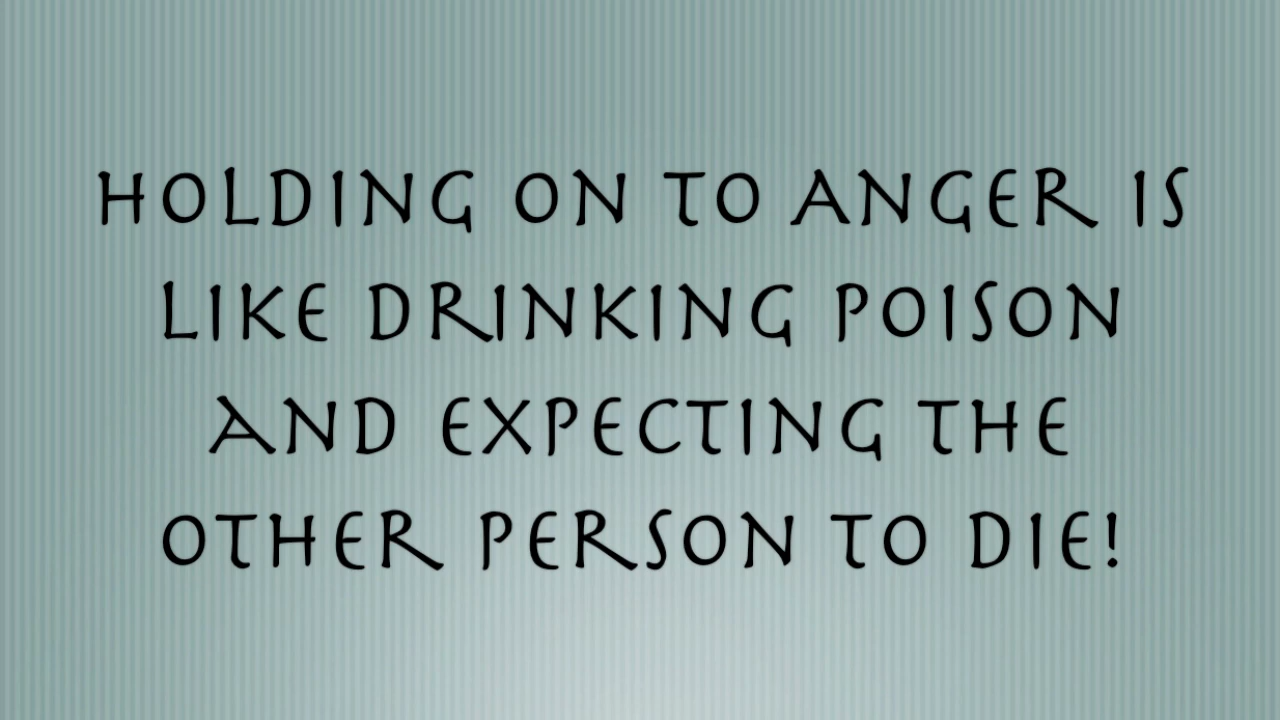 HOLDING ON TO ANGER IS
LIKE DRINKING POISON
AND EXPECTING THE
OTHER PERSON TO DIE!